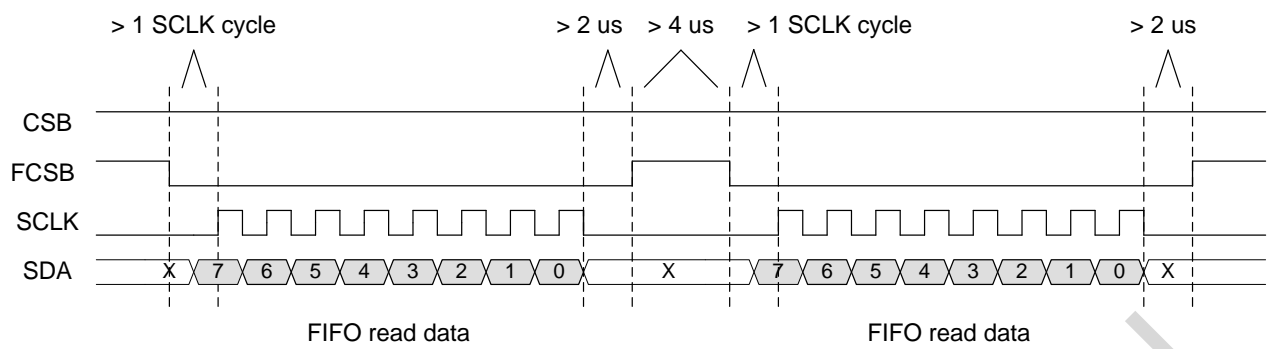 > 1 SCLK cycle > 2 us > 4 us > 1 SCLK cycle > 2 us
CSB
FCSB
SCLK
SDA X 7 6 5 4 3 2 1 0 X 7 6 5 4 3 2 1 0 X
FIFO read data FIFO read data